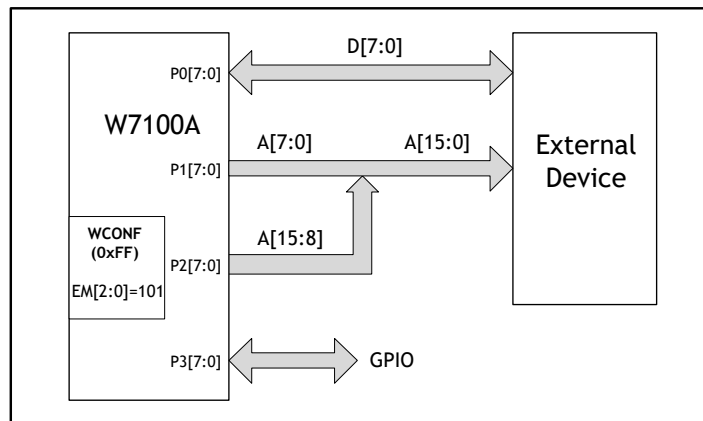 D[7:0]
P0[7:0]
W7100A
A[7:0]
A[15:0]
External
Device
P1[7:0]
WCONF
(0xFF)
A[15:8]
P2[7:0]
EM[2:0]=101
P3[7:0]
GPIO